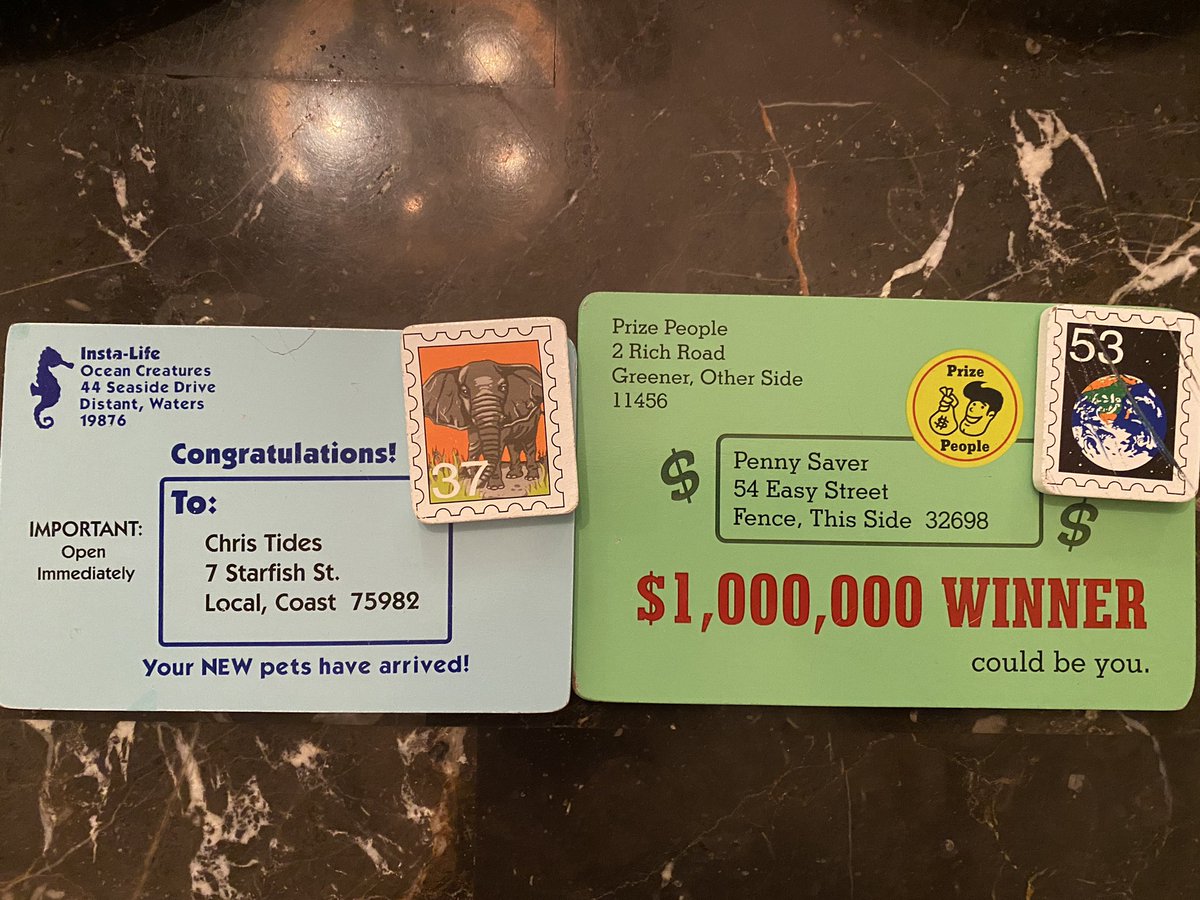 Insta-Life
Ocean Creatures
44 Seaside Drive
Distant, Waters
19876
Congratulations!
To:
IMPORTANT:
Open
Immediately
Chris Tides
7 Starfish St.
Local, Coast 75982
Your NEW pets have arrived!
37
Prize People
2 Rich Road
Greener, Other Side
11456
Prize
$
People
53
$
Penny Saver
54 Easy Street
Fence, This Side 32698
$
$1,000,000 WINNER
could be you.